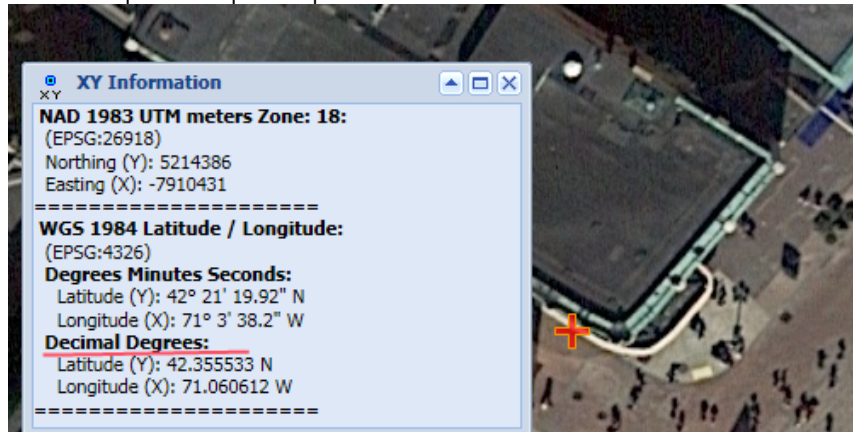 XY
XY Information
NAD 1983 UTM meters Zone: 18:
(EPSG:26918)
Northing (Y): 5214386
Easting (X): -7910431
======================
WGS 1984 Latitude / Longitude:
(EPSG:4326)
Degrees Minutes Seconds:
Latitude (Y): 42° 21' 19.92" N
Longitude (X): 71° 3' 38.2" W
Decimal Degrees:
Latitude (Y): 42.355533 N
Longitude (X): 71.060612 W
======================